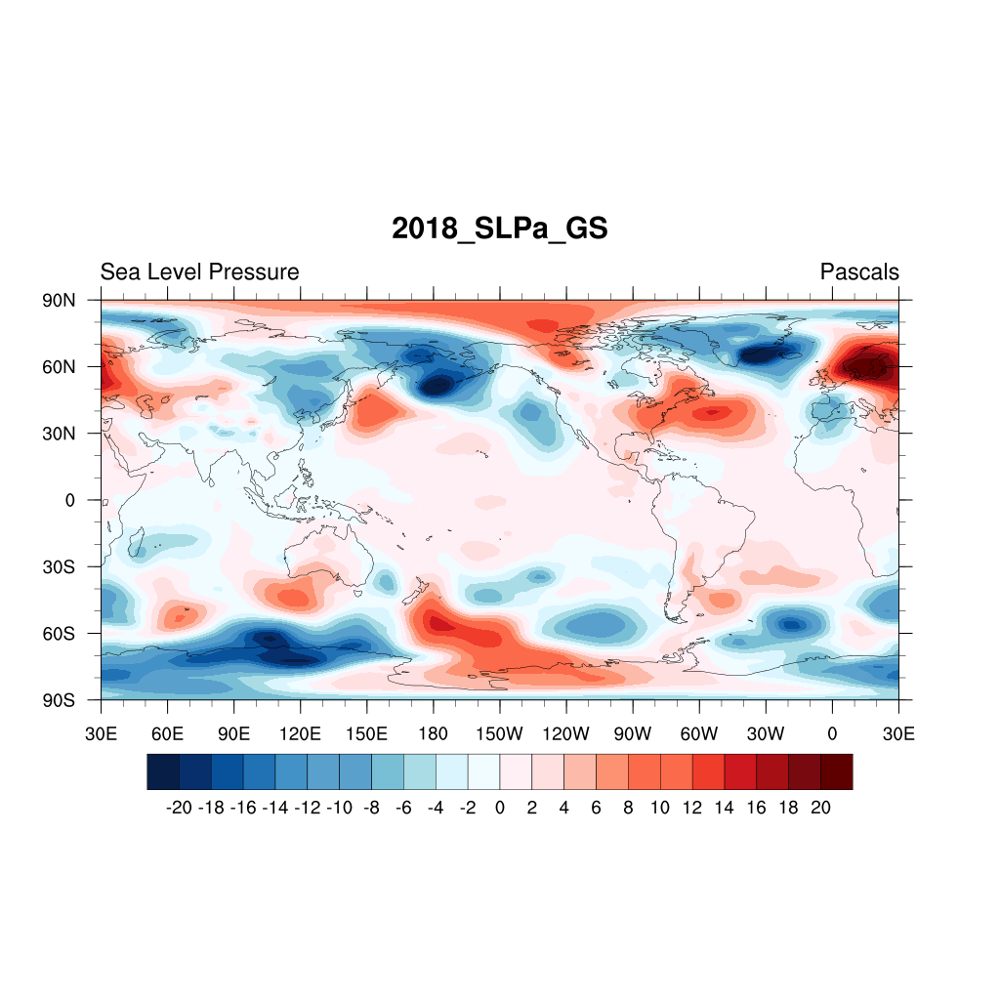 2018_SLPa_GS
Sea Level Pressure Pascals
90N
60N
30N
0
30S
60S
90S
30E 60E 90E 120E 150E 180 150W 120W 90W 60W 30W 0 30E
-20 -18 -16 -14 -12 -10 -8 -6 -4 -2 0 2 4 6 8 10 12 14 16 18 20